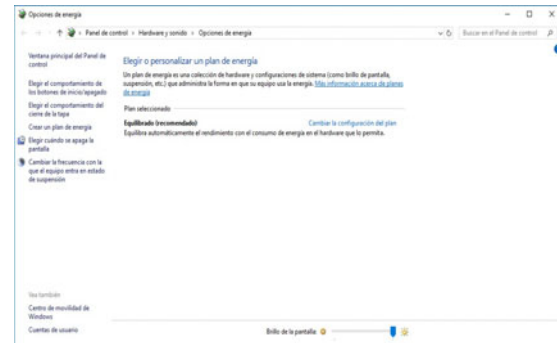 Opciones de energía
Panel de control > Hardware y sonido > Opciones de energía
Buscar en el Panel de control
Ventana principal del Panel de
control
Elegir el comportamiento de
los botones de inicio/apagado
Elegir el comportamiento del
cierre de la tapa
Crear un plan de energía
Elegir cuándo se apaga la
pantalla
Cambiar la frecuencia con la
que el equipo entra en estado
de suspensión
Elegir o personalizar un plan de energía
Un plan de energía es una colección de hardware y configuraciones de sistema (como brillo de pantalla,
suspensión, etc.) que administra la forma en que su equipo usa la energía. Más información acerca de planes
de energía
Plan seleccionado
Equilibrado (recomendado) Cambiar la configuración del plan
Equilibra automáticamente el rendimiento con el consumo de energía en el hardware que lo permita.
Vea también
Centro de movilidad de
Windows
Cuentas de usuario
Brillo de la pantalla